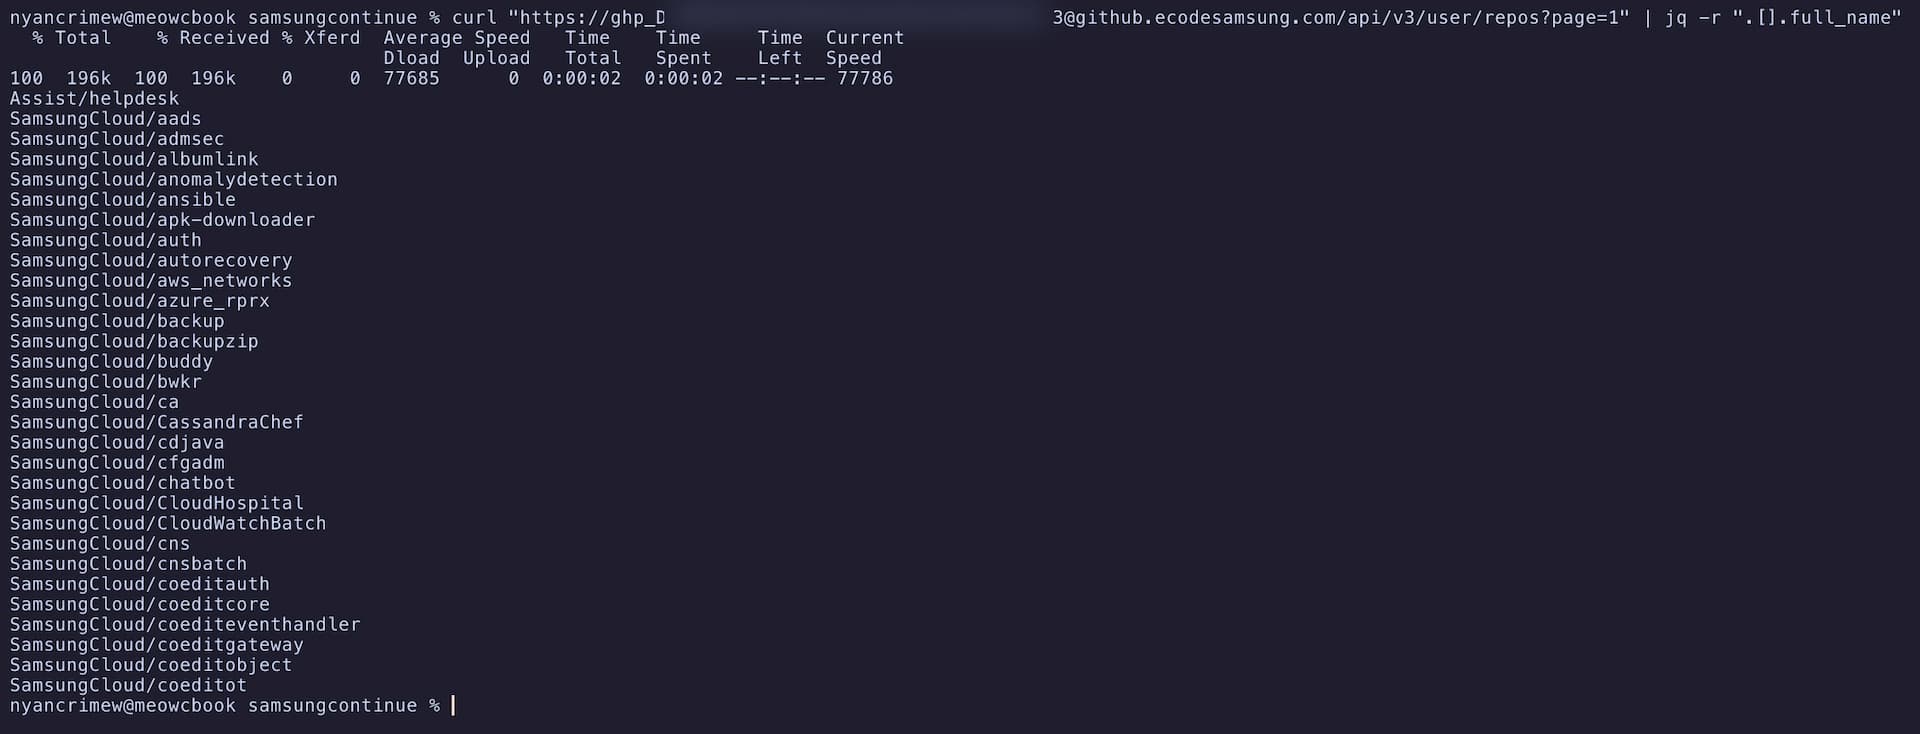 nyancrimew@meowcbook samsungcontinue % curl "https://ghp_D 3@github.ecodesamsung.com/api/v3/user/repos?page=1" | jq -r ".[].full_name"
  % Total    % Received % Xferd  Average Speed   Time    Time     Time  Current
                                 Dload  Upload   Total   Spent    Left  Speed
100  196k  100  196k    0     0  77685      0  0:00:02  0:00:02 --:--:-- 77786
Assist/helpdesk
SamsungCloud/aads
SamsungCloud/admsec
SamsungCloud/albumlink
SamsungCloud/anomalydetection
SamsungCloud/ansible
SamsungCloud/apk-downloader
SamsungCloud/auth
SamsungCloud/autorecovery
SamsungCloud/aws_networks
SamsungCloud/azure_rprx
SamsungCloud/backup
SamsungCloud/backupzip
SamsungCloud/buddy
SamsungCloud/bwkr
SamsungCloud/ca
SamsungCloud/CassandraChef
SamsungCloud/cdjava
SamsungCloud/cfgadm
SamsungCloud/chatbot
SamsungCloud/CloudHospital
SamsungCloud/CloudWatchBatch
SamsungCloud/cns
SamsungCloud/cnsbatch
SamsungCloud/coeditauth
SamsungCloud/coeditcore
SamsungCloud/coediteventhandler
SamsungCloud/coeditgateway
SamsungCloud/coeditobject
SamsungCloud/coeditot
nyancrimew@meowcbook samsungcontinue %